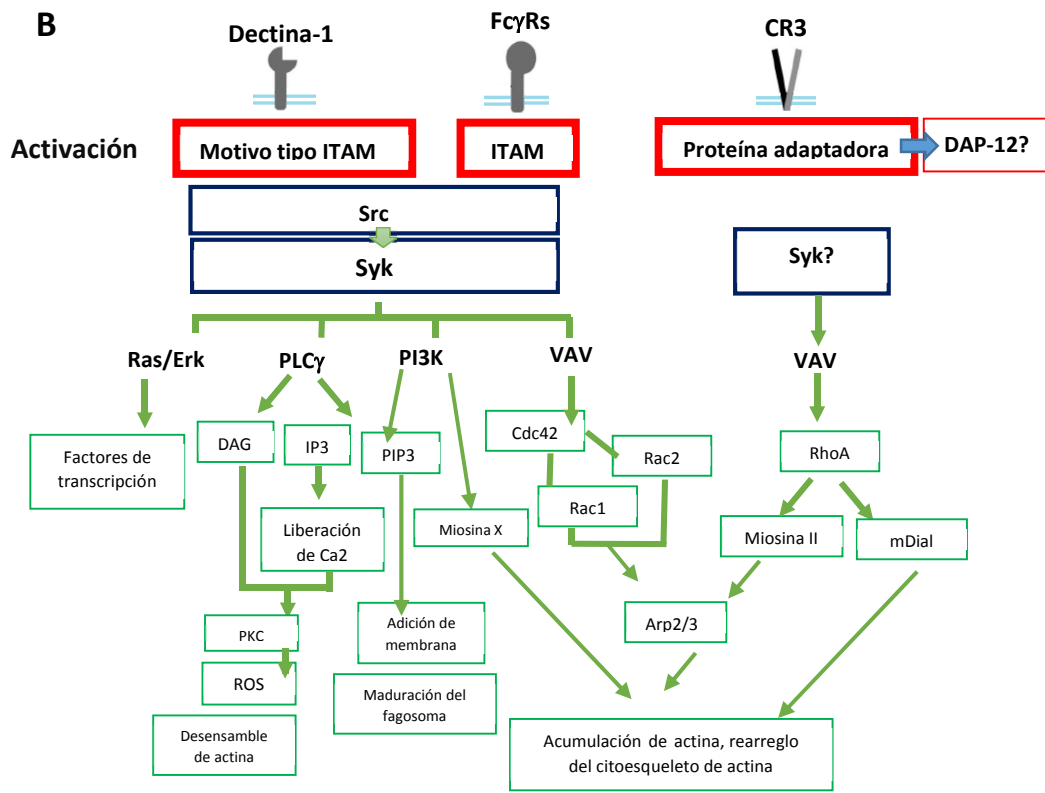 B
Dectina-1
FcγRs
CR3
Activación
Motivo tipo ITAM
ITAM
Proteína adaptadora
DAP-12?
Src
Syk
Syk?
Ras/Erk
PLCγ
PI3K
VAV
VAV
Factores de
transcripción
DAG
IP3
PIP3
Cdc42
Rac2
Rac1
RhoA
Liberación
de Ca2
Miosina X
Miosina II
mDial
PKC
Adición de
membrana
Arp2/3
ROS
Maduración del
fagosoma
Desensamble
de actina
Acumulación de actina, rearreglo
del citoesqueleto de actina